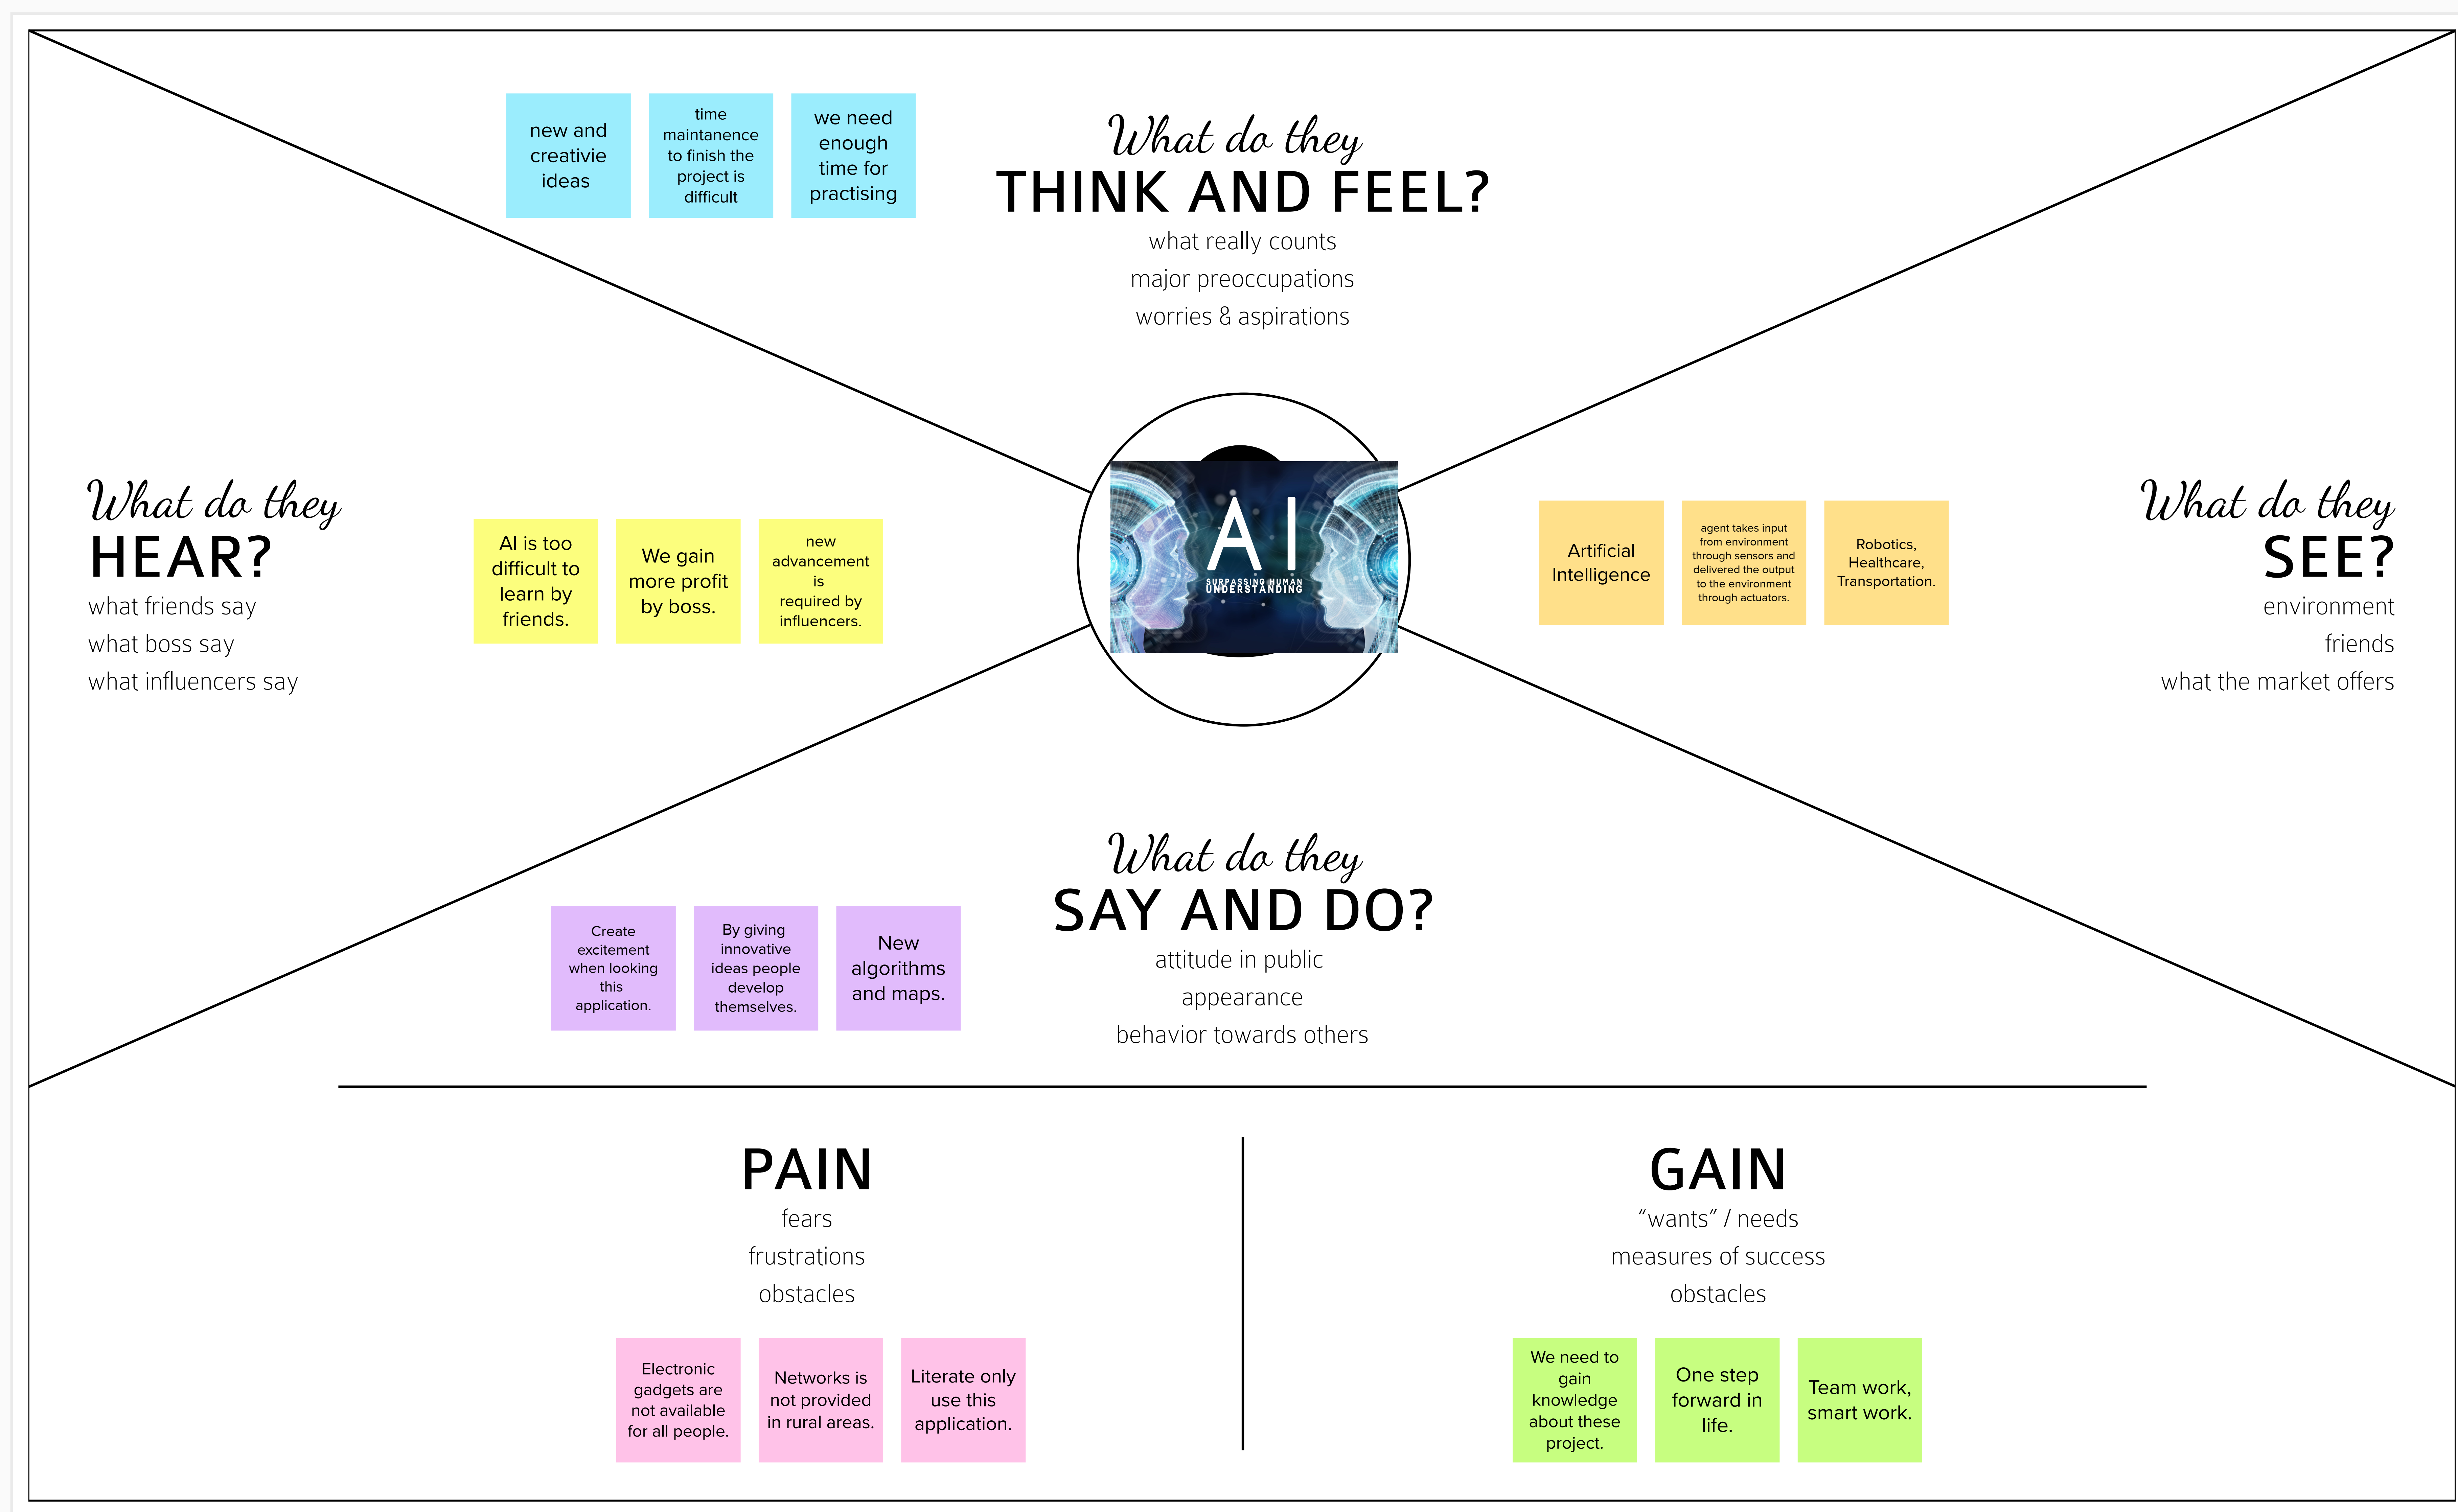 new and
creativie
ideas
time
maintanence
to finish the
project is
difficult
we need
enough
time for
practising
What do they
THINK AND FEEL?
what really counts
major preoccupations
worries & aspirations
What do they
HEAR?
what friends say
what boss say
what influencers say
AI is too
difficult to
learn by
friends.
We gain
more profit
by boss.
new
advancement
is
required by
influencers.
AI
SURPASSING HUMAN
UNDERSTANDING
Artificial
Intelligence
agent takes input
from environment
through sensors and
delivered the output
to the environment
through actuators.
Robotics,
Healthcare,
Transportation.
What do they
SEE?
environment
friends
what the market offers
What do they
SAY AND DO?
attitude in public
appearance
behavior towards others
Create
excitement
when looking
this
application.
By giving
innovative
ideas people
develop
themselves.
New
algorithms
and maps.
PAIN
fears
frustrations
obstacles
Electronic
gadgets are
not available
for all people.
Networks is
not provided
in rural areas.
Literate only
use this
application.
GAIN
“wants” / needs
measures of success
obstacles
We need to
gain
knowledge
about these
project.
One step
forward in
life.
Team work,
smart work.